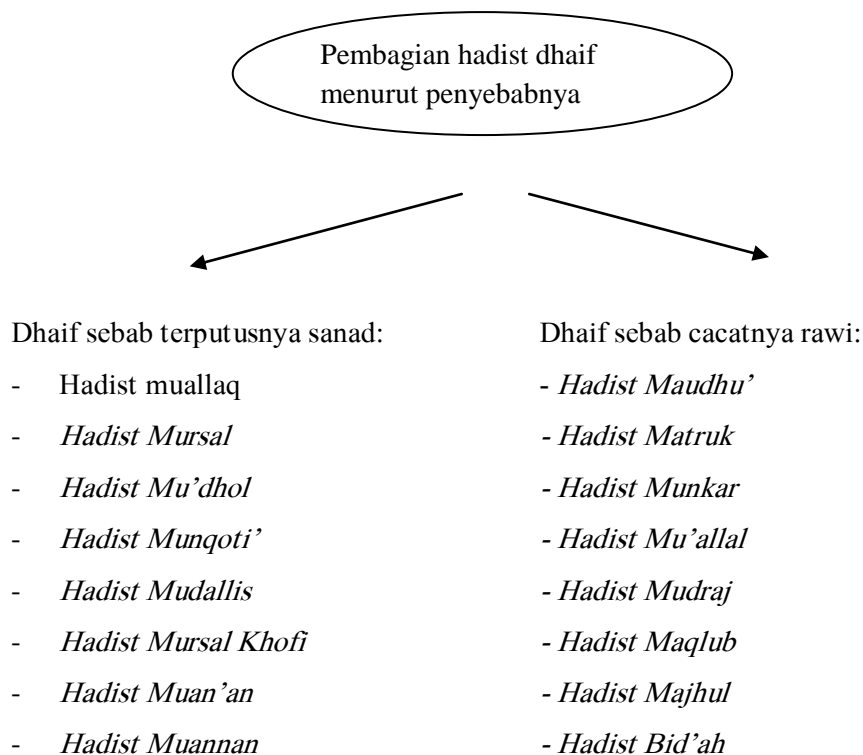 Pembagian hadist dhaif
menurut penyebabnya
Dhaif sebab terputusnya sanad:
- Hadist muallaq
- Hadist Mursal
- Hadist Mu’dhol
- Hadist Munqoti’
- Hadist Mudallis
- Hadist Mursal Khofi
- Hadist Muan’an
- Hadist Muannan
Dhaif sebab cacatnya rawi:
- Hadist Maudhu’
- Hadist Matruk
- Hadist Munkar
- Hadist Mu’allal
- Hadist Mudraj
- Hadist Maqlub
- Hadist Majhul
- Hadist Bid’ah